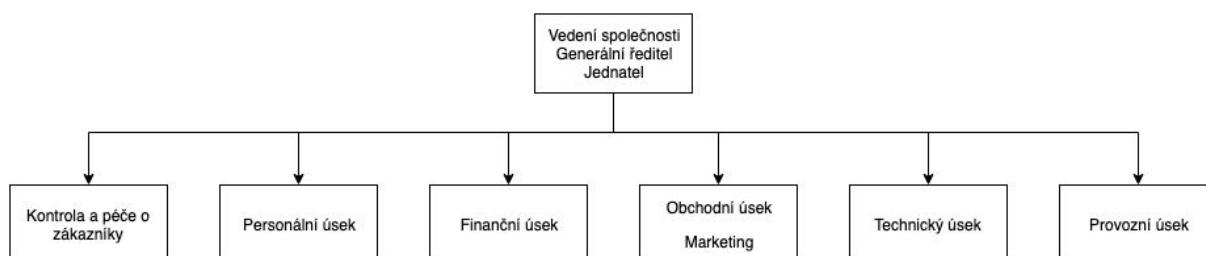 Vedení společnosti
Generální ředitel
Jednatel
Kontrola a péče o
zákazníky
Personální úsek
Finanční úsek
Obchodní úsek
Marketing
Technický úsek
Provozní úsek